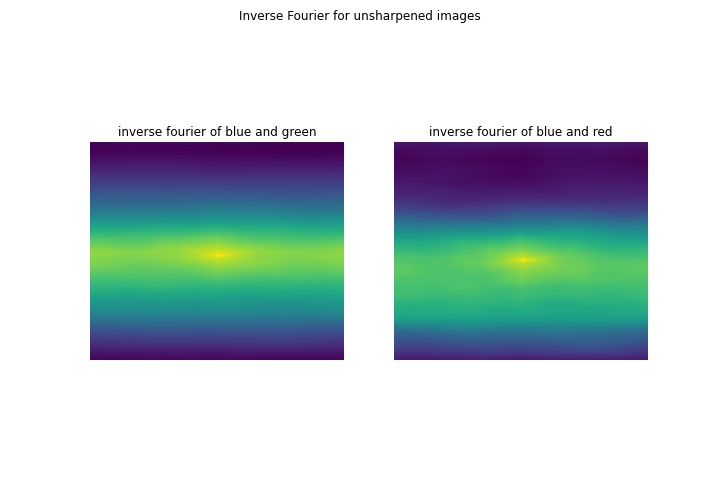 Inverse Fourier for unsharpened images
inverse fourier of blue and green
inverse fourier of blue and red